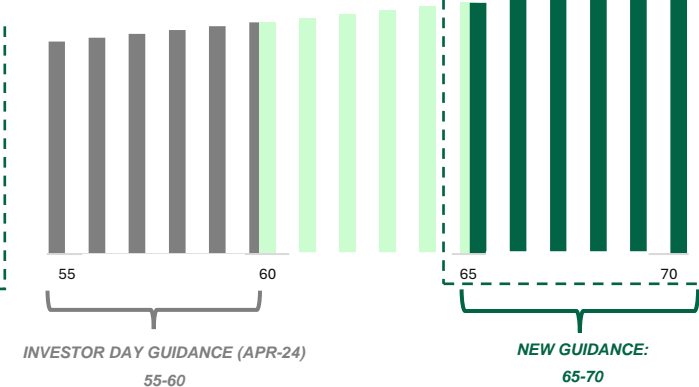 55 60 65 70
INVESTOR DAY GUIDANCE (APR-24)
55-60
NEW GUIDANCE:
65-70